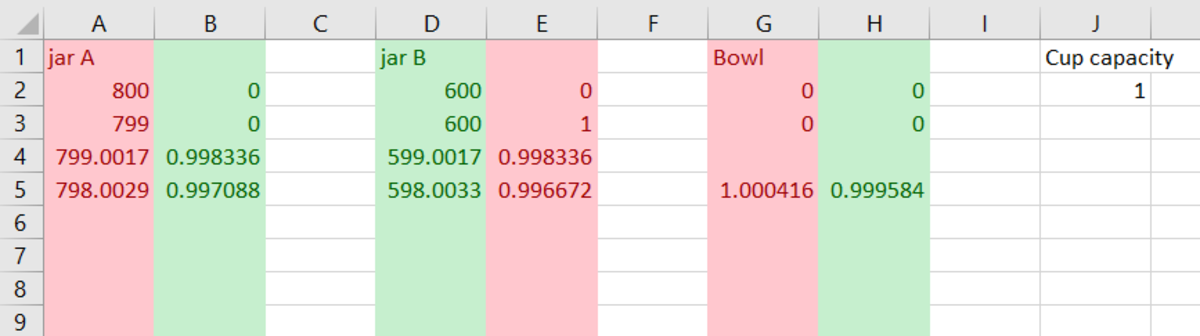 A B C D E F G H I J
1 jar A jar B Bowl Cup capacity
2 800 0 600 0 0 0 1
3 799 0 600 1 0 0
4 799.0017 0.998336 599.0017 0.998336
5 798.0029 0.997088 598.0033 0.996672 1.000416 0.999584
6
7
8
9